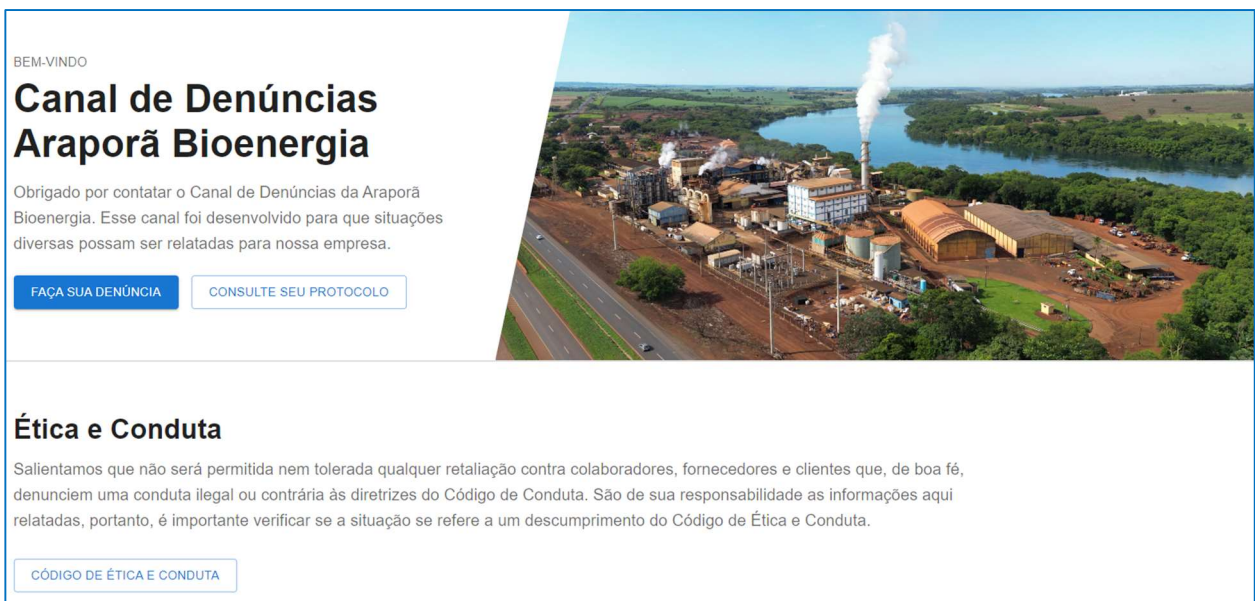 BEM-VINDO
Canal de Denúncias
Araporã Bioenergia
Obrigado por contatar o Canal de Denúncias da Araporã
Bioenergia. Esse canal foi desenvolvido para que situações
diversas possam ser relatadas para nossa empresa.
FAÇA SUA DENÚNCIA
CONSULTE SEU PROTOCOLO
Ética e Conduta
Salientamos que não será permitida nem tolerada qualquer retaliação contra colaboradores, fornecedores e clientes que, de boa fé,
denunciem uma conduta ilegal ou contrária às diretrizes do Código de Conduta. São de sua responsabilidade as informações aqui
relatadas, portanto, é importante verificar se a situação se refere a um descumprimento do Código de Ética e Conduta.
CÓDIGO DE ÉTICA E CONDUTA